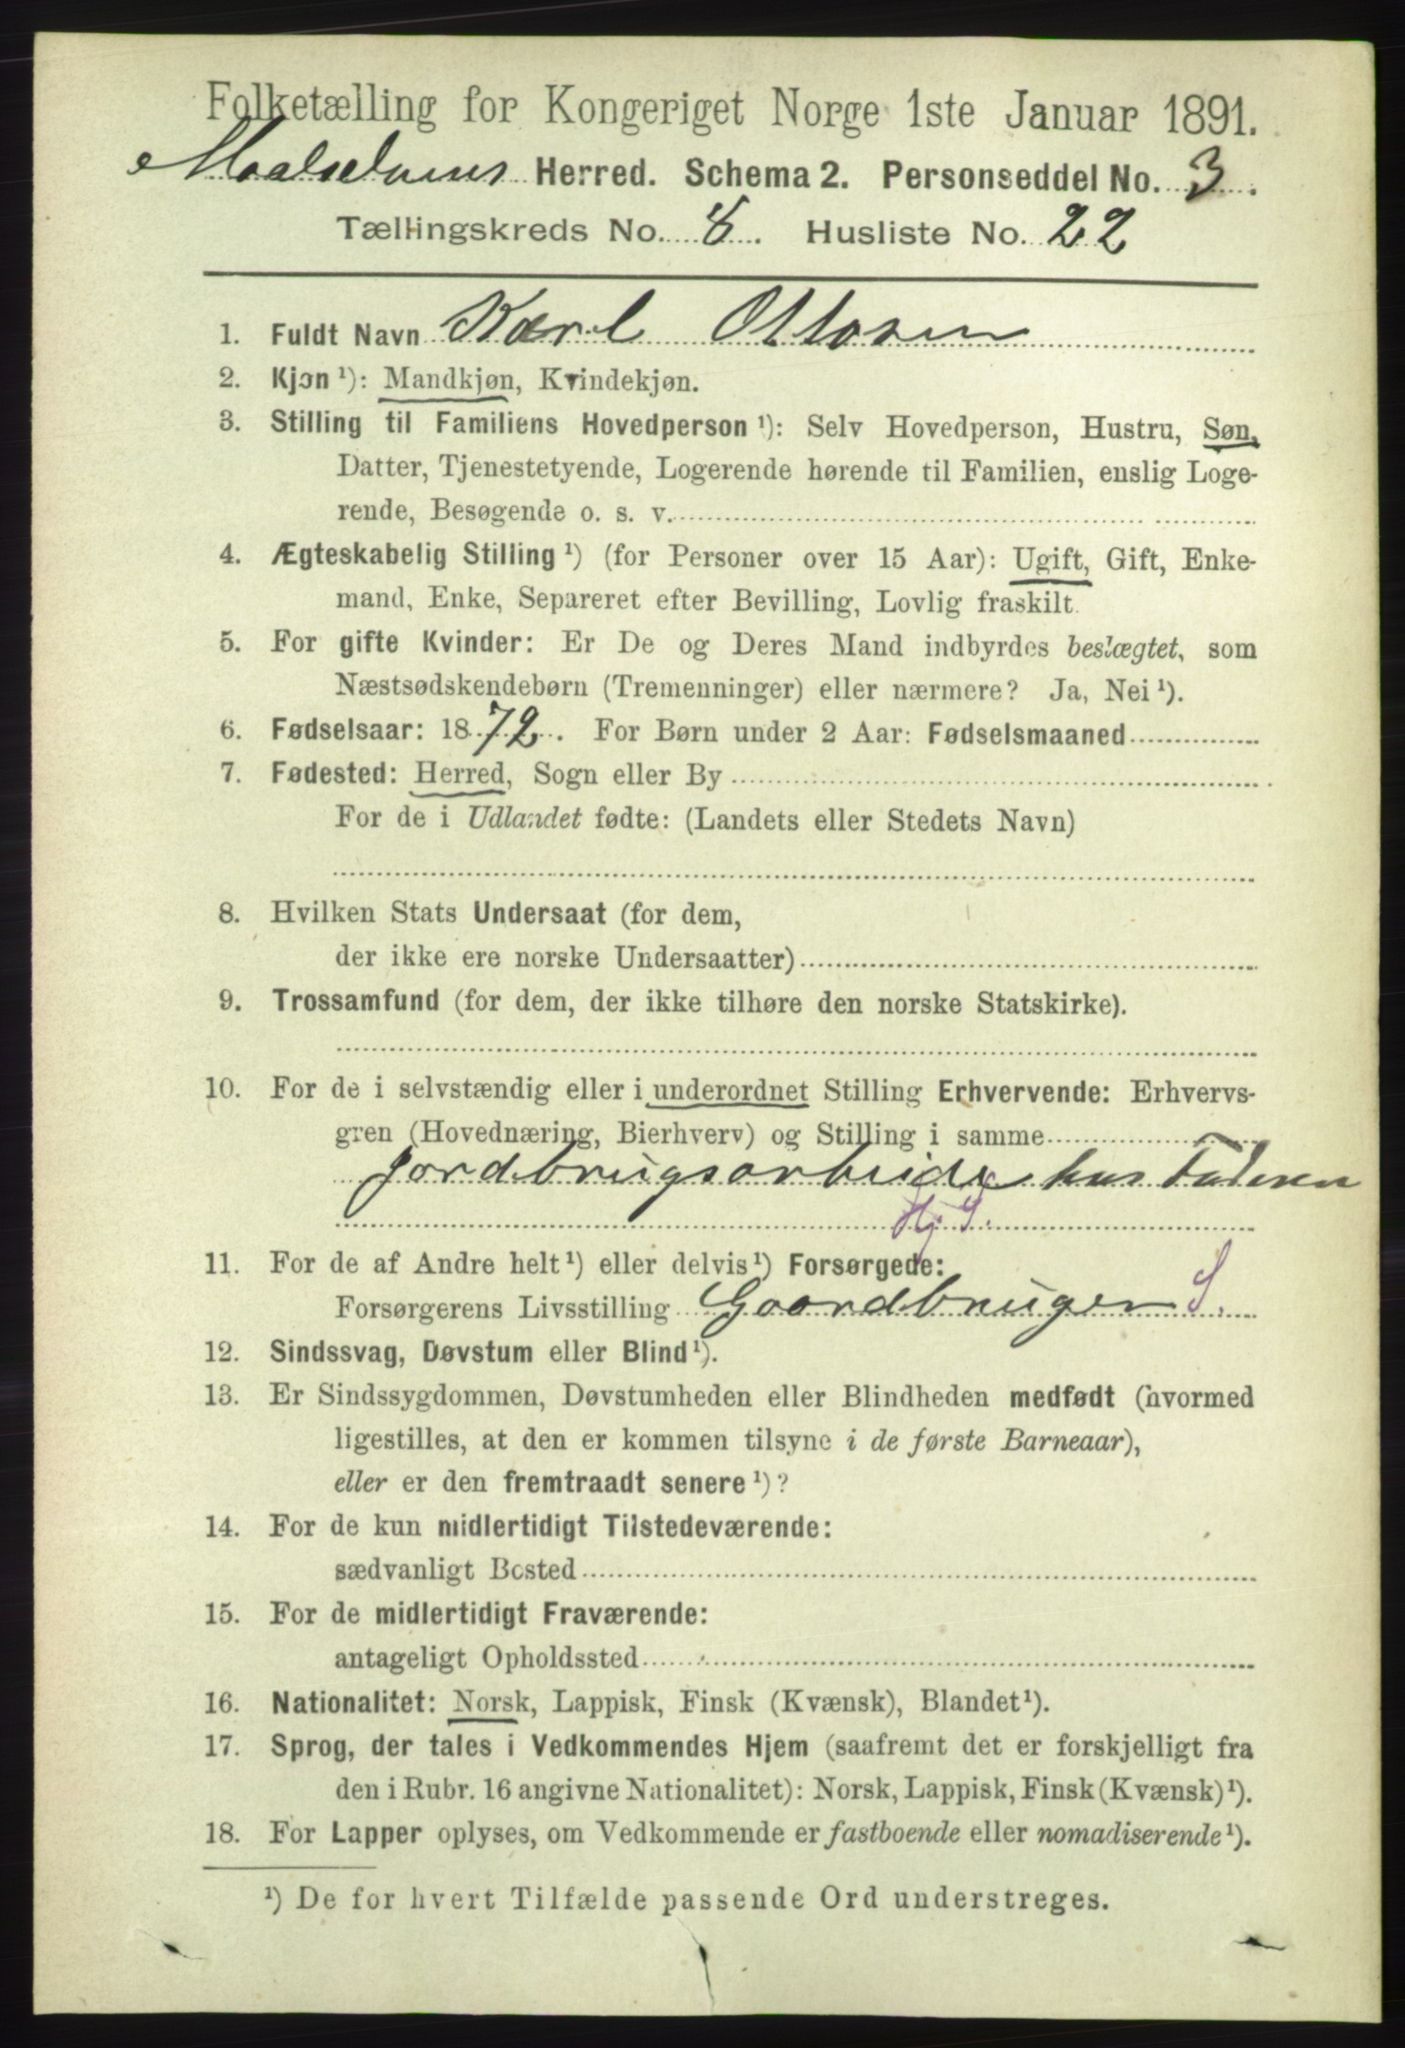 Folketælling for Kongeriget Norge 1ste Januar 1891.
Maalselvens Herred. Schema 2. Personseddel No. 3.
Tællingskreds No. 8. Husliste No. 22
1. Fuldt Navn Karl Ottosen
2. Kjøn ¹): Mandkjøn, Kvindekjøn.
3. Stilling til Familiens Hovedperson ¹): Selv Hovedperson, Hustru, Søn,
Datter, Tjenestetyende, Logerende hørende til Familien, enslig Loge-
rende, Besøgende o. s. v.
4. Ægteskabelig Stilling ¹) (for Personer over 15 Aar): Ugift, Gift, Enke-
mand, Enke, Separeret efter Bevilling, Lovlig fraskilt.
5. For gifte Kvinder: Er De og Deres Mand indbyrdes beslægtet, som
Næstsødskendebørn (Tremenninger) eller nærmere? Ja, Nei ¹).
6. Fødselsaar: 1872. For Børn under 2 Aar: Fødselsmaaned
7. Fødested: Herred, Sogn eller By
For de i Udlandet fødte: (Landets eller Stedets Navn)
8. Hvilken Stats Undersaat (for dem,
der ikke ere norske Undersaatter)
9. Trossamfund (for dem, der ikke tilhøre den norske Statskirke).
10. For de i selvstændig eller i underordnet Stilling Erhvervende: Erhvervs-
gren (Hovednæring, Bierhverv) og Stilling i samme
Jordbrugsarbeide hos Faderen
Hj. S.
11. For de af Andre helt ¹) eller delvis ¹) Forsørgede:
Forsørgerens Livsstilling Gaardbruger S.
12. Sindssvag, Døvstum eller Blind ¹).
13. Er Sindssygdommen, Døvstumheden eller Blindheden medfødt (hvormed
ligestilles, at den er kommen tilsyne i de første Barneaar),
eller er den fremtraadt senere ¹)?
14. For de kun midlertidigt Tilstedeværende:
sædvanligt Bosted
15. For de midlertidigt Fraværende:
antageligt Opholdssted
16. Nationalitet: Norsk, Lappisk, Finsk (Kvænsk), Blandet ¹).
17. Sprog, der tales i Vedkommendes Hjem (saafremt det er forskjelligt fra
den i Rubr. 16 angivne Nationalitet): Norsk, Lappisk, Finsk (Kvænsk) ¹).
18. For Lapper oplyses, om Vedkommende er fastboende eller nomadiserende ¹).
¹) De for hvert Tilfælde passende Ord understreges.